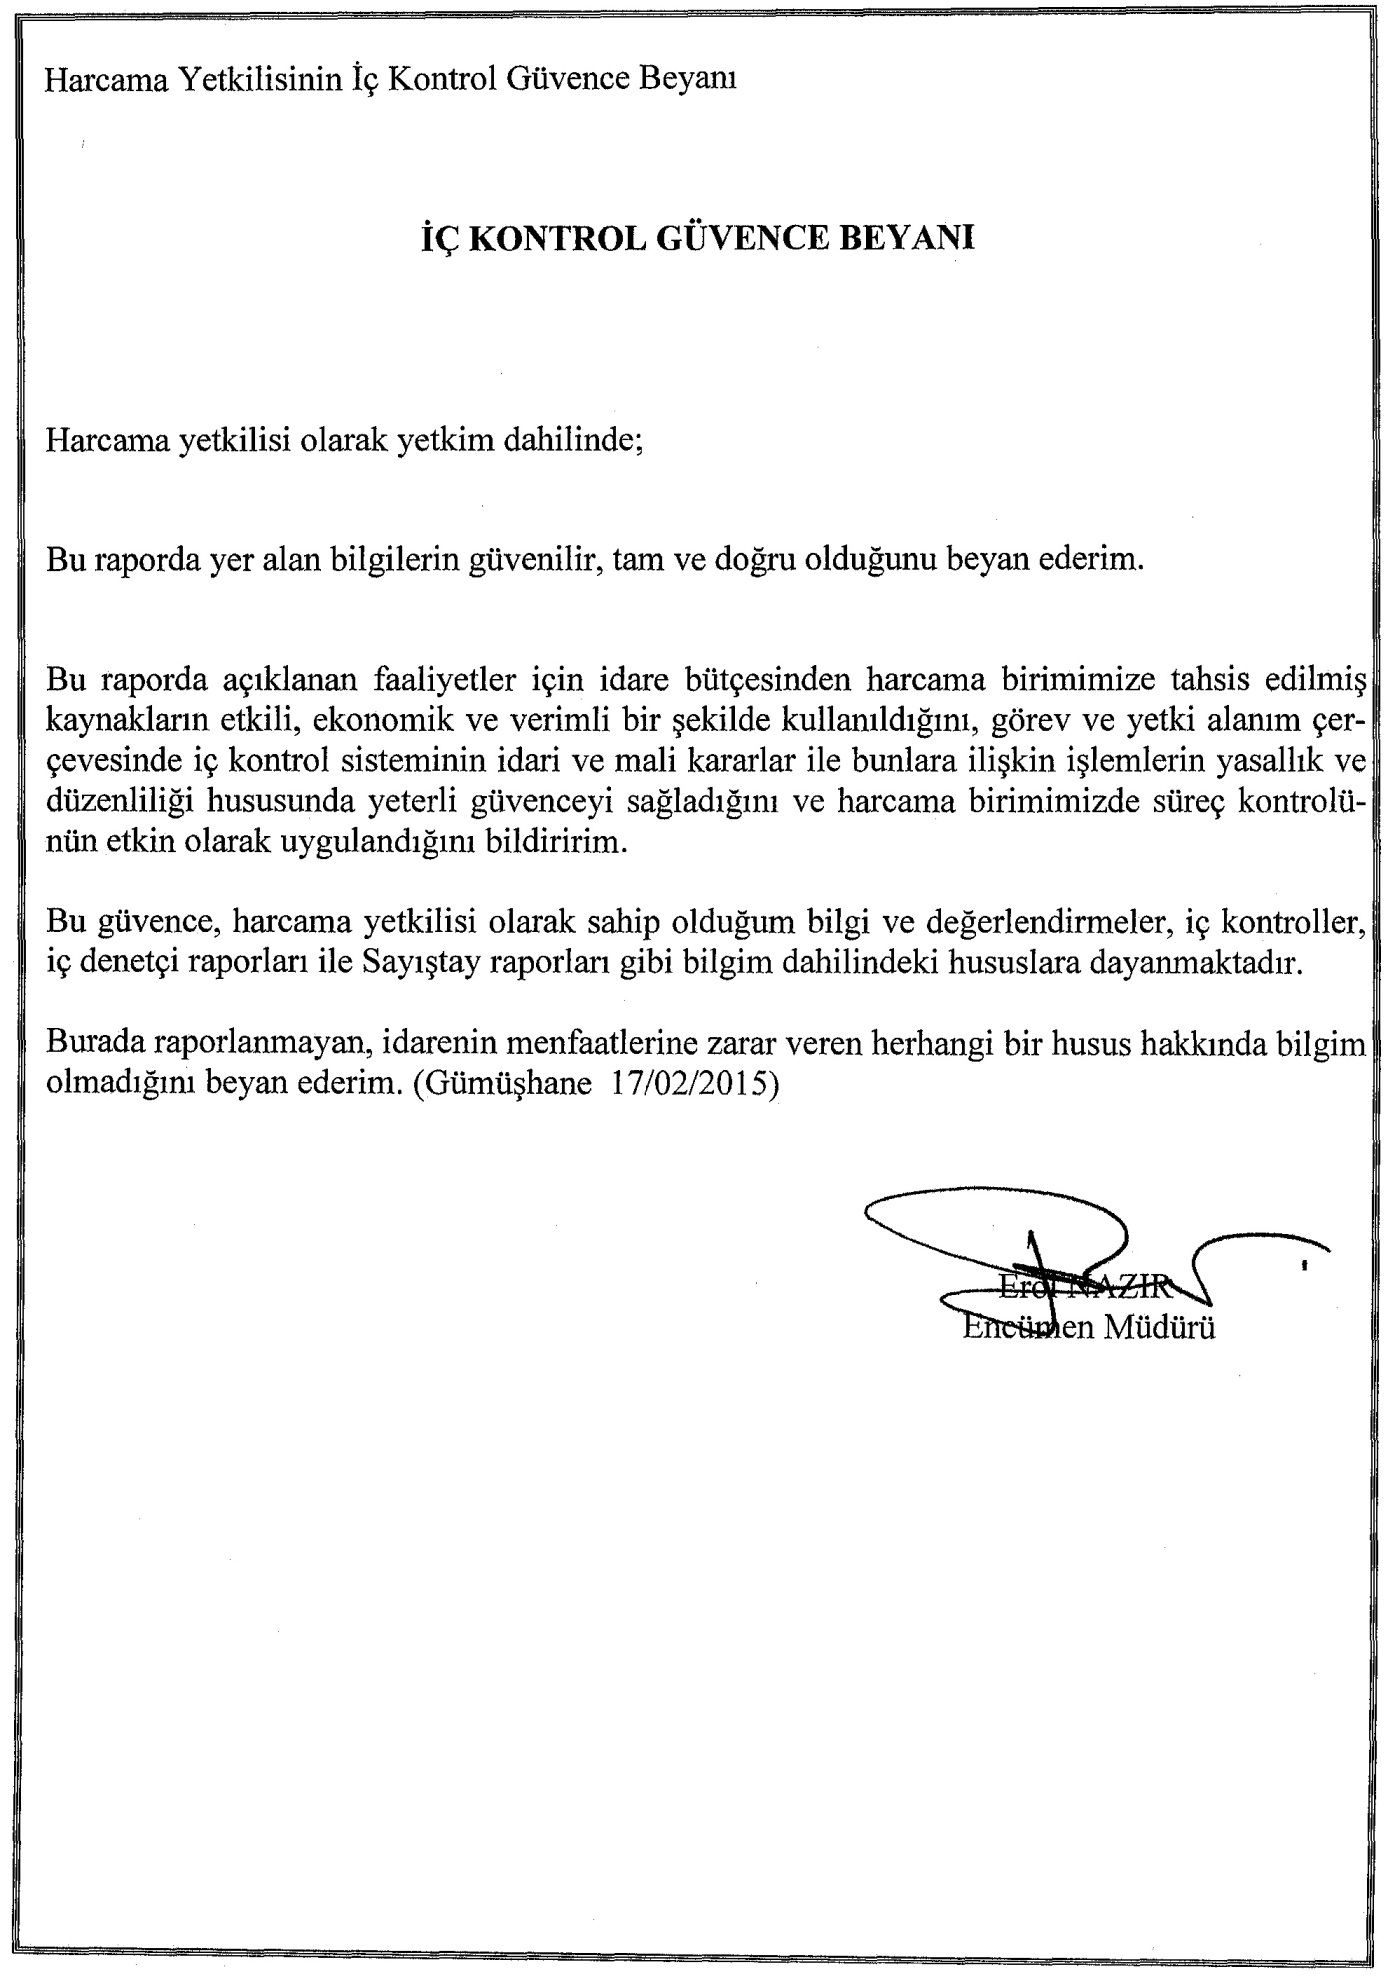 Harcama Yetkilisinin İç Kontrol Güvence Beyanı
İÇ KONTROL GÜVENCE BEYANI
Harcama yetkilisi olarak yetkim dahilinde;
Bu raporda yer alan bilgilerin güvenilir, tam ve doğru olduğunu beyan ederim.
Bu raporda açıklanan faaliyetler için idare bütçesinden harcama birimimize tahsis edilmiş
kaynakların etkili, ekonomik ve verimli bir şekilde kullanıldığını, görev ve yetki alanım çer-
çevesinde iç kontrol sisteminin idari ve mali kararlar ile bunlara ilişkin işlemlerin yasallık ve
düzenliliği hususunda yeterli güvenceyi sağladığını ve harcama birimimizde süreç kontrolü-
nün etkin olarak uygulandığını bildiririm.
Bu güvence, harcama yetkilisi olarak sahip olduğum bilgi ve değerlendirmeler, iç kontroller,
iç denetçi raporları ile Sayıştay raporları gibi bilgim dahilindeki hususlara dayanmaktadır.
Burada raporlanmayan, idarenin menfaatlerine zarar veren herhangi bir husus hakkında bilgim
olmadığını beyan ederim. (Gümüşhane 17/02/2015)
Erol NAZIR
Encümen Müdürü